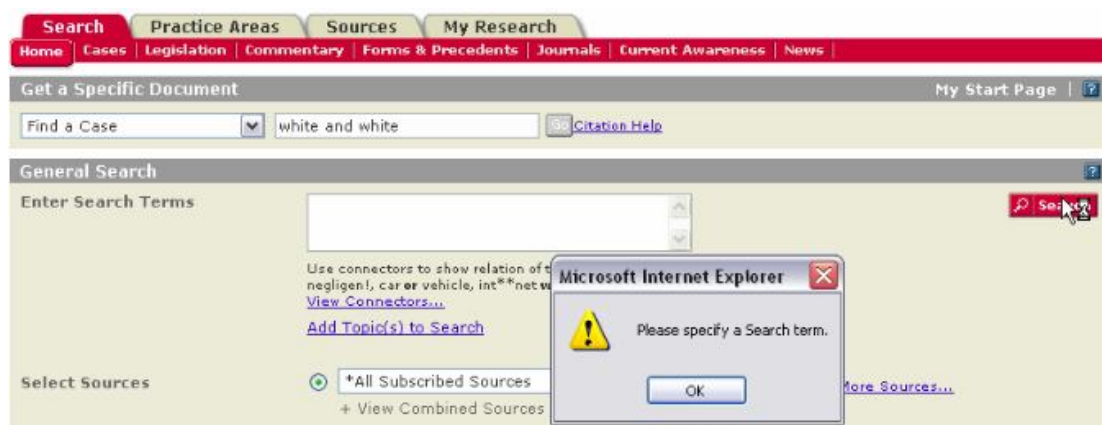 Search Practice Areas Sources My Research
Home Cases Legislation Commentary Forms & Precedents Journals Current Awareness News
Get a Specific Document My Start Page | ?
Find a Case white and white Go Citation Help
General Search ?
Enter Search Terms Search
Use connectors to show relation of
negligen!, car or vehicle, int**net
View Connectors...
Add Topic(s) to Search
Microsoft Internet Explorer
Please specify a Search term.
OK
Select Sources *All Subscribed Sources More Sources...
+ View Combined Sources